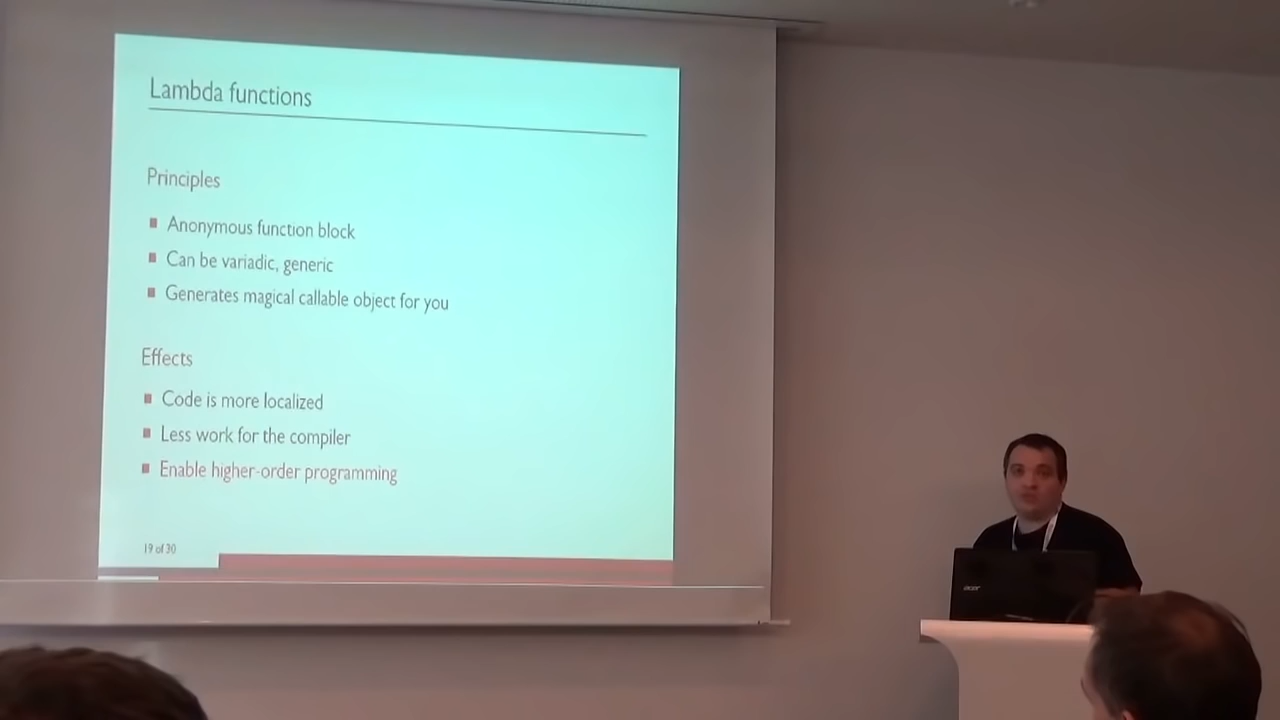 Lambda functions
Principles
Anonymous function block
Can be variadic, generic
Generates magical callable object for you
Effects
Code is more localized
Less work for the compiler
Enable higher-order programming
19 of 30
acer